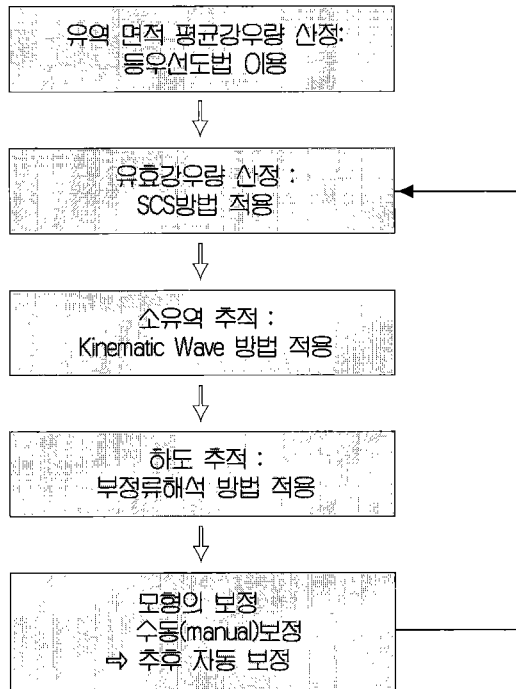 유역 면적 평균강우량 산정:
등우선도법 이용
유효강우량 산정 :
SCS방법 적용
소유역 추적 :
Kinematic Wave 방법 적용
하도 추적 :
부정류해석 방법 적용
모형의 보정
수동(manual)보정
⇨ 추후 자동 보정